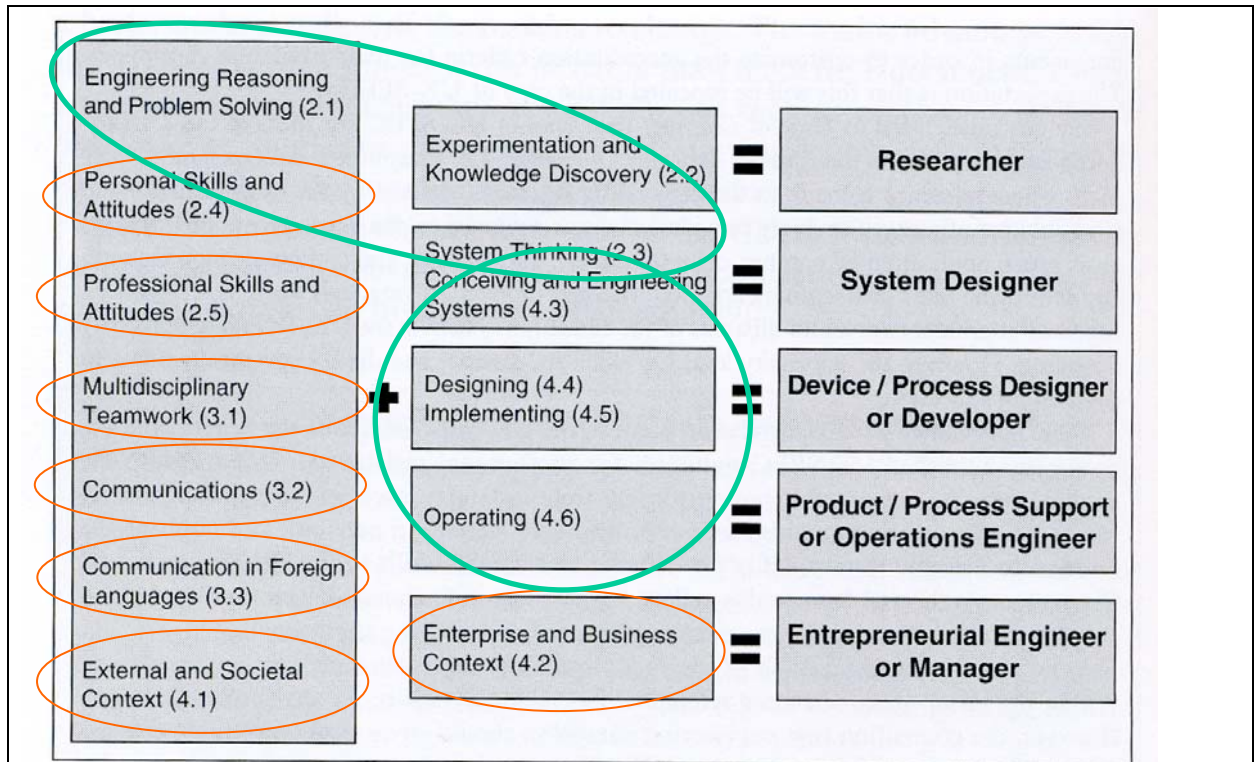 Engineering Reasoning
and Problem Solving (2.1)
Personal Skills and
Attitudes (2.4)
Professional Skills and
Attitudes (2.5)
Multidisciplinary
Teamwork (3.1)
Communications (3.2)
Communication in Foreign
Languages (3.3)
External and Societal
Context (4.1)
Experimentation and
Knowledge Discovery (2.2)
System Thinking (2.3)
Conceiving and Engineering
Systems (4.3)
Designing (4.4)
Implementing (4.5)
Operating (4.6)
Enterprise and Business
Context (4.2)
Researcher
System Designer
Device / Process Designer
or Developer
Product / Process Support
or Operations Engineer
Entrepreneurial Engineer
or Manager